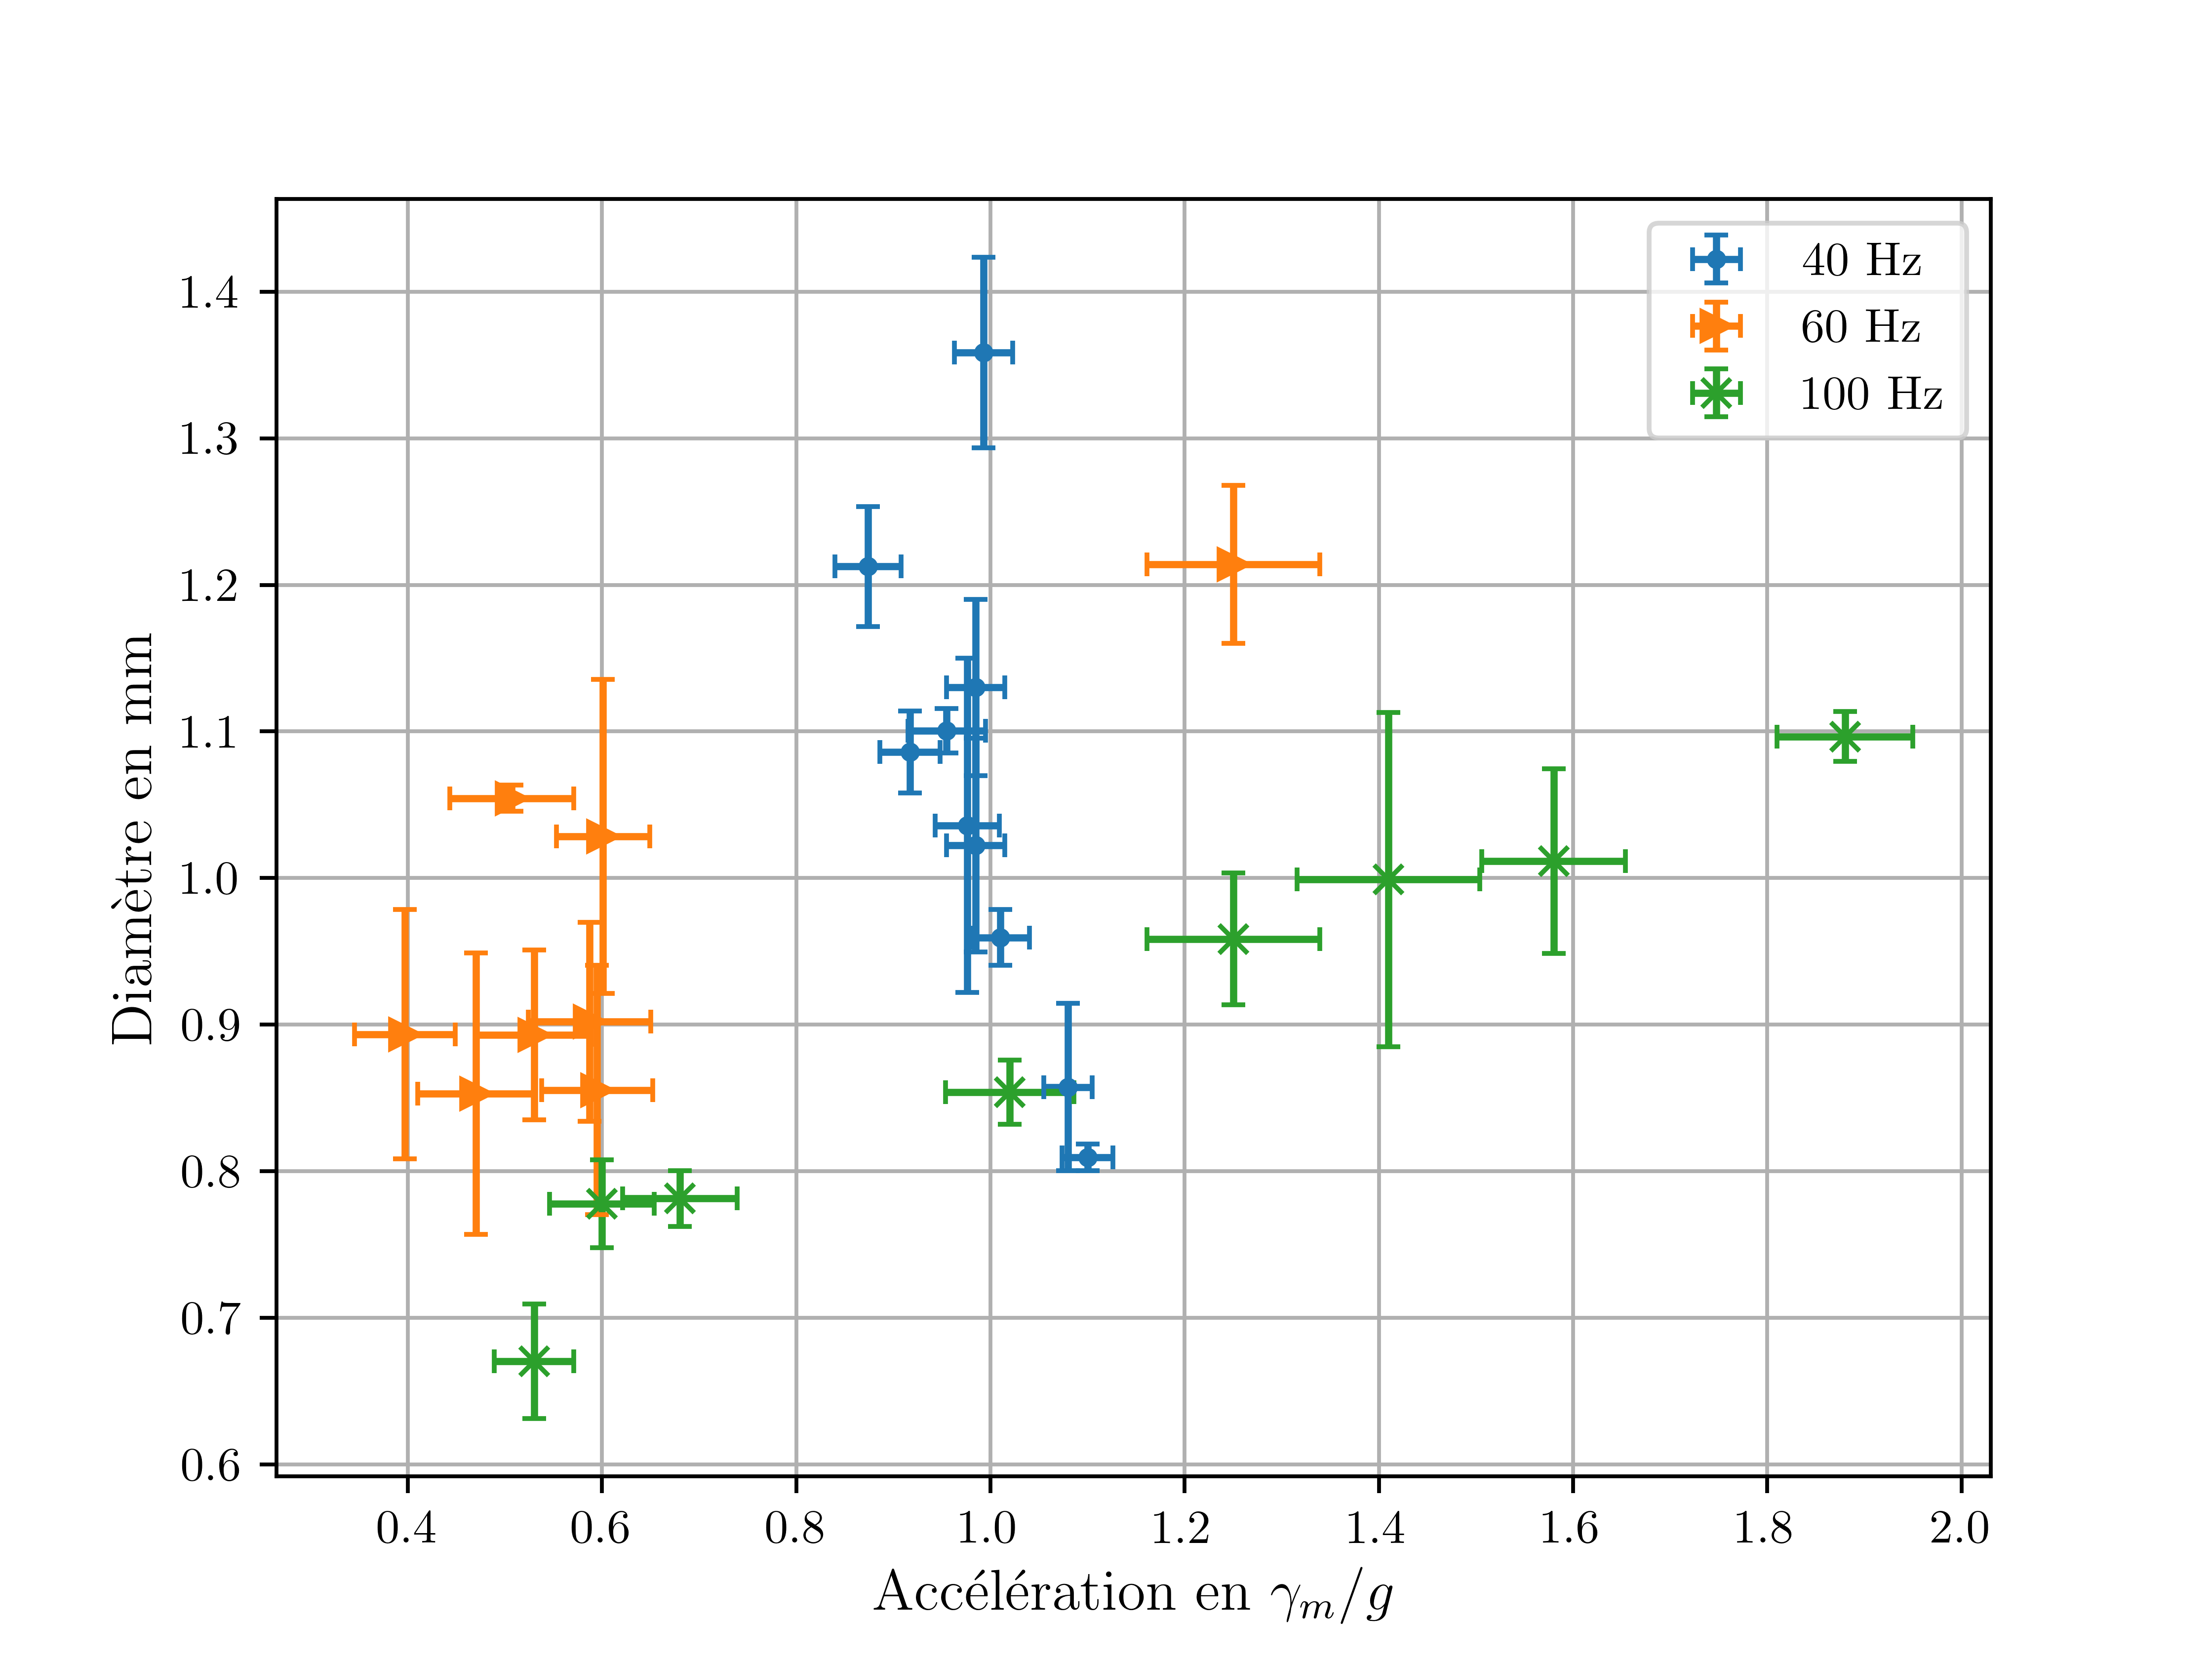 40 Hz
60 Hz
100 Hz
1.4
1.3
1.2
1.1
1.0
0.9
0.8
0.7
0.6
Diamètre en mm
0.4 0.6 0.8 1.0 1.2 1.4 1.6 1.8 2.0
Accélération en γm/g